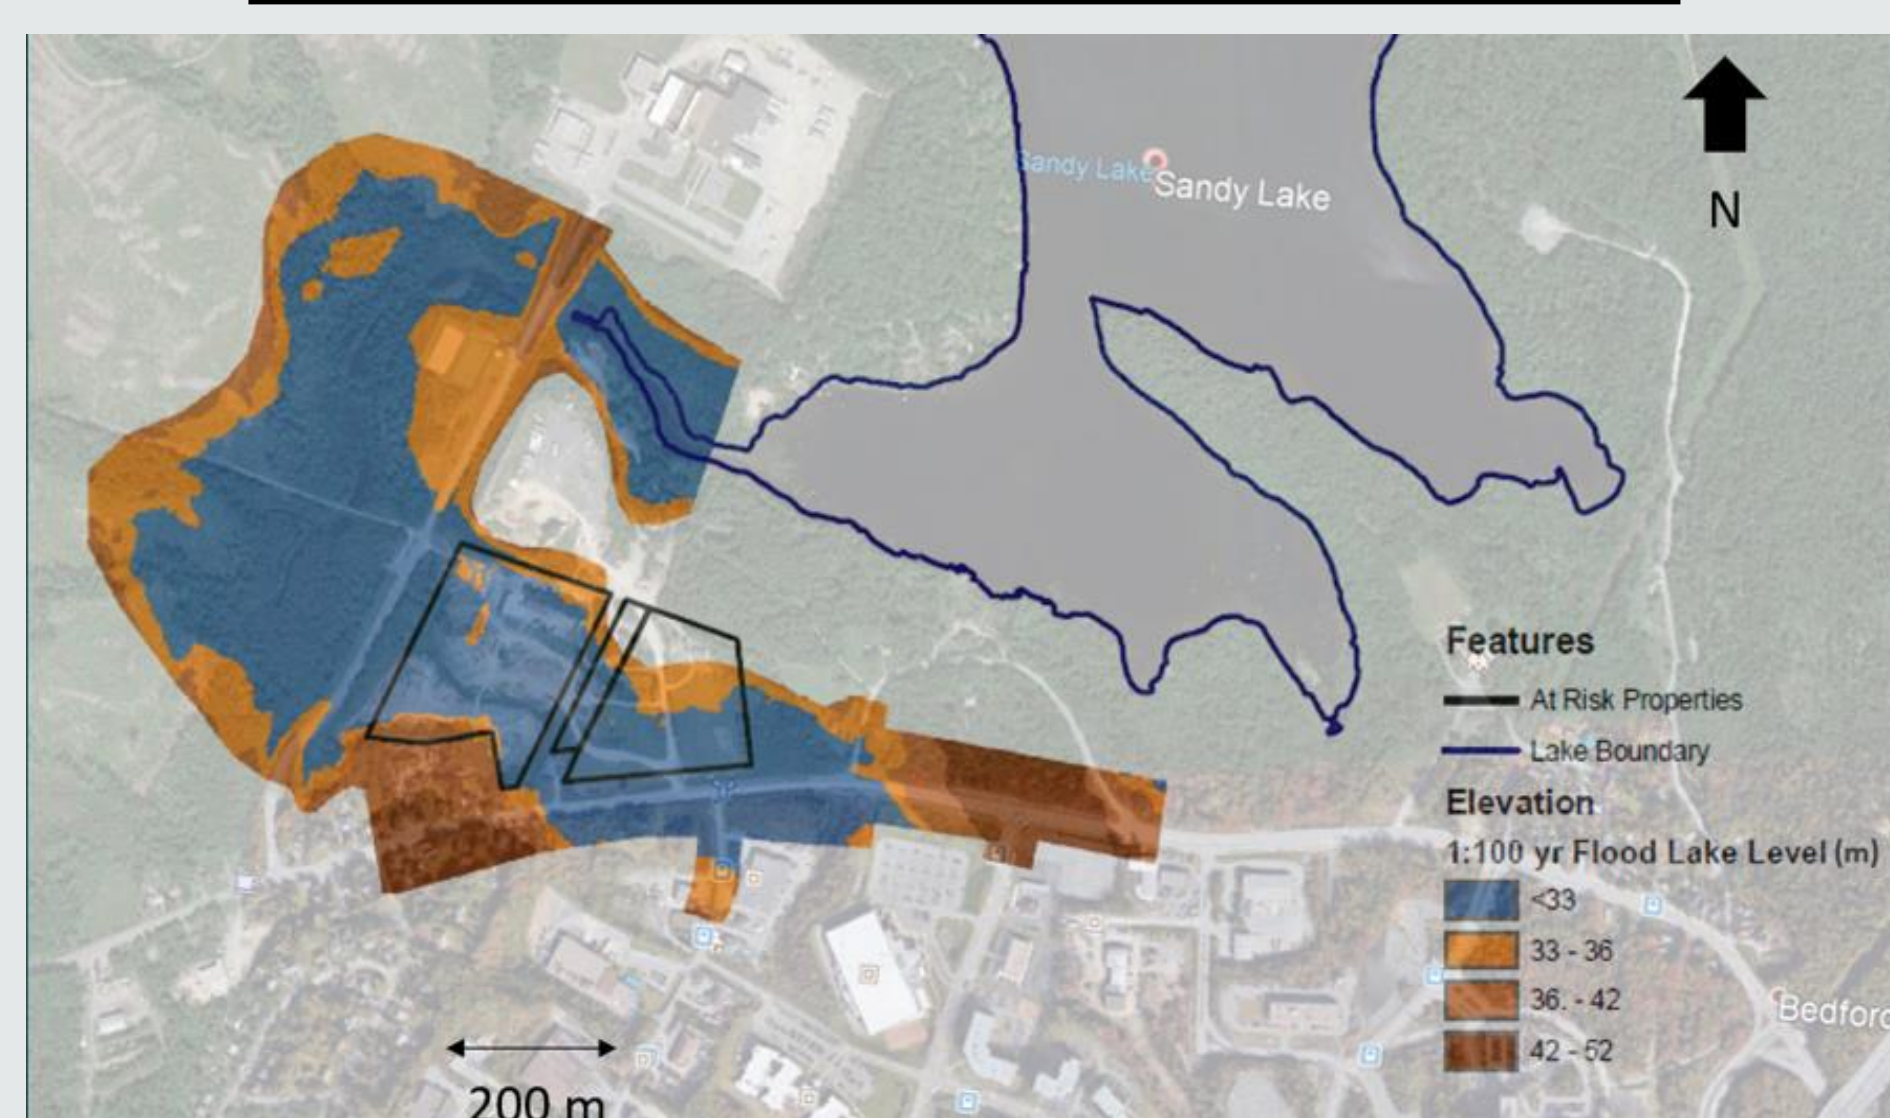 Sandy Lake
Sandy Lake
N
Features
At Risk Properties
Lake Boundary
Elevation
1:100 yr Flood Lake Level (m)
<33
33 - 36
36. - 42
42 - 52
200 m